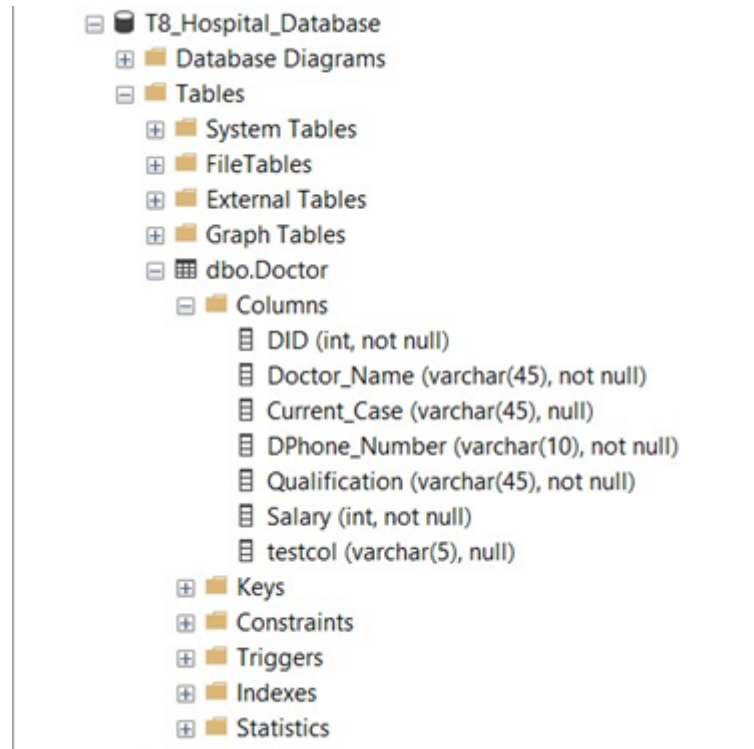 T8_Hospital_Database
Database Diagrams
Tables
System Tables
FileTables
External Tables
Graph Tables
dbo.Doctor
Columns
DID (int, not null)
Doctor_Name (varchar(45), not null)
Current_Case (varchar(45), null)
DPhone_Number (varchar(10), not null)
Qualification (varchar(45), not null)
Salary (int, not null)
testcol (varchar(5), null)
Keys
Constraints
Triggers
Indexes
Statistics